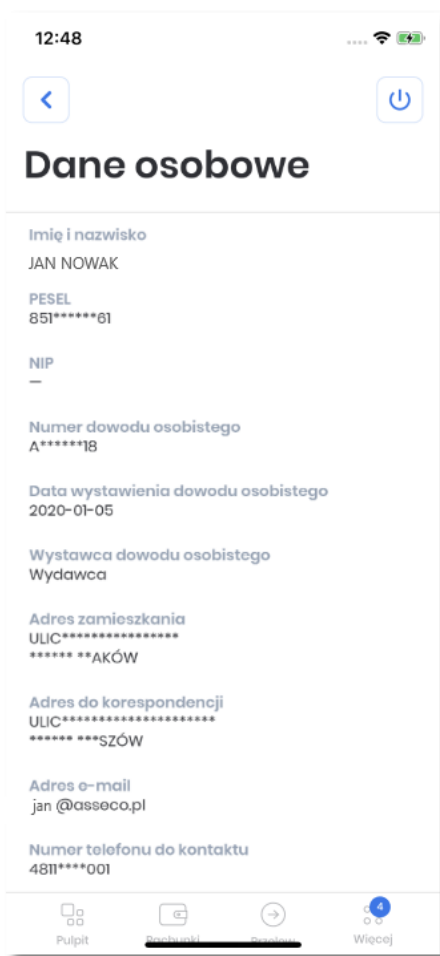 12:48
Dane osobowe
Imię i nazwisko
JAN NOWAK
PESEL
851******61
NIP
—
Numer dowodu osobistego
A******18
Data wystawienia dowodu osobistego
2020-01-05
Wystawca dowodu osobistego
Wydawca
Adres zamieszkania
ULIC****************
****** **AKÓW
Adres do korespondencji
ULIC*********************
****** ***SZÓW
Adres e-mail
jan @asseco.pl
Numer telefonu do kontaktu
4811****001
4
Pulpit Rachunki Przelew Więcej